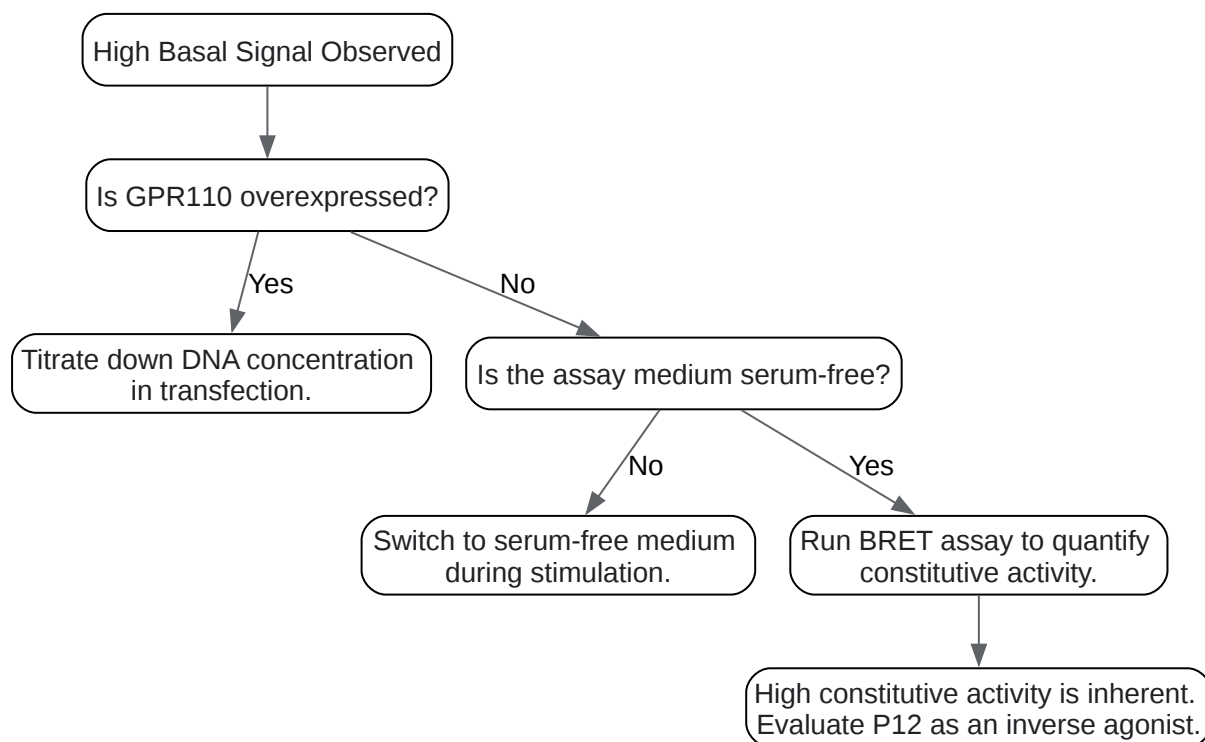 High Basal Signal Observed
Is GPR110 overexpressed?
Yes
No
Titrate down DNA concentration
in transfection.
Is the assay medium serum-free?
No
Yes
Switch to serum-free medium
during stimulation.
Run BRET assay to quantify
constitutive activity.
High constitutive activity is inherent.
Evaluate P12 as an inverse agonist.